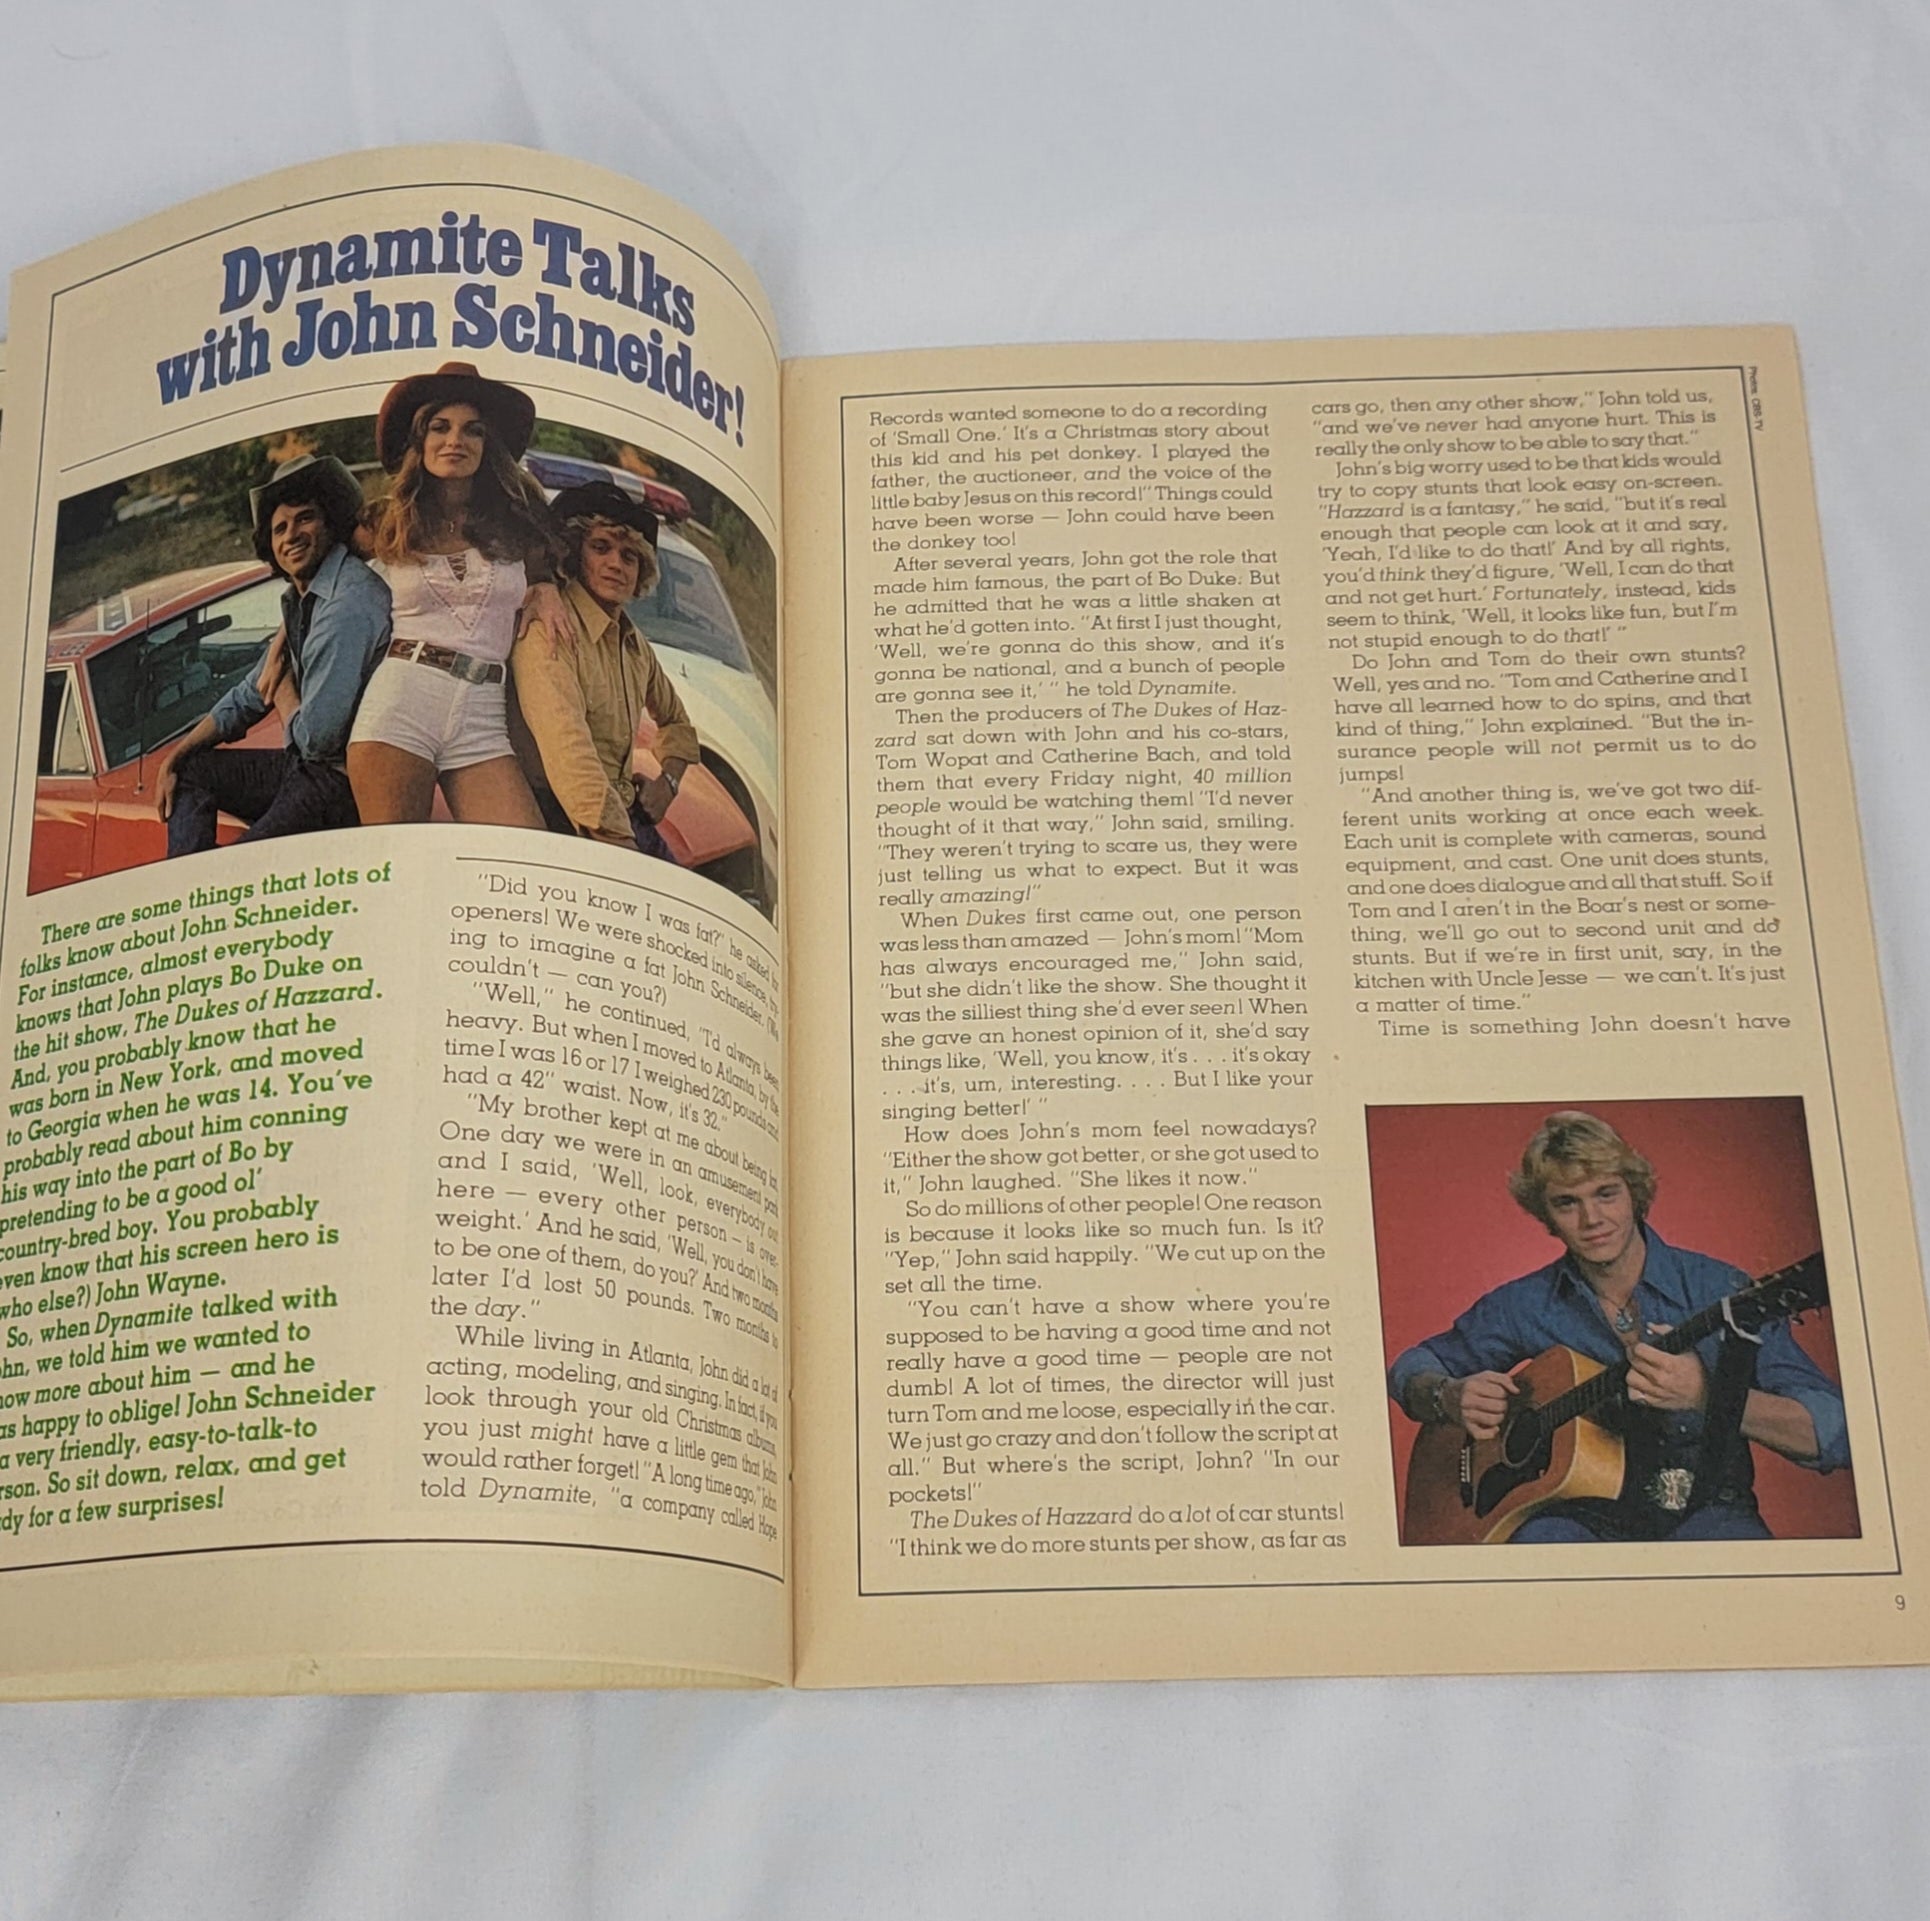 Dynamite Talks
with John Schneider!
There are some things that lots of
folks know about John Schneider.
For instance, almost everybody
knows that John plays Bo Duke on
the hit show, The Dukes of Hazzard.
And, you probably know that he
was born in New York, and moved
to Georgia when he was 14. You've
probably read about him conning
his way into the part of Bo by
pretending to be a good ol'
country-bred boy. You probably
even know that his screen hero is
who else?) John Wayne.
So, when Dynamite talked with
hn, we told him we wanted to
now more about him — and he
as happy to oblige! John Schneider
a very friendly, easy-to-talk-to
rson. So sit down, relax, and get
dy for a few surprises!
"Did you know I was fat?" he asked for
openers! We were shocked into silence, try-
ing to imagine a fat John Schneider. (We
couldn't — can you?)
"Well," he continued, "I'd always been
heavy. But when I moved to Atlanta, by the
time I was 16 or 17 I weighed 230 pounds and
had a 42" waist. Now, it's 32."
"My brother kept at me about being fat.
One day we were in an amusement park
and I said, 'Well, look, everybody out
here — every other person — is over-
weight.' And he said, 'Well, you don't have
to be one of them, do you?' And two months
later I'd lost 50 pounds. Two months to
the day."
While living in Atlanta, John did a lot of
acting, modeling, and singing. In fact, if you
look through your old Christmas albums,
you just might have a little gem that John
would rather forget! "A long time ago," John
told Dynamite, "a company called Hope
Records wanted someone to do a recording
of 'Small One.' It's a Christmas story about
this kid and his pet donkey. I played the
father, the auctioneer, and the voice of the
little baby Jesus on this record!" Things could
have been worse — John could have been
the donkey too!
After several years, John got the role that
made him famous, the part of Bo Duke. But
he admitted that he was a little shaken at
what he'd gotten into. "At first I just thought,
'Well, we're gonna do this show, and it's
gonna be national, and a bunch of people
are gonna see it,' " he told Dynamite.
Then the producers of The Dukes of Haz-
zard sat down with John and his co-stars,
Tom Wopat and Catherine Bach, and told
them that every Friday night, 40 million
people would be watching them! "I'd never
thought of it that way," John said, smiling.
"They weren't trying to scare us, they were
just telling us what to expect. But it was
really amazing!"
When Dukes first came out, one person
was less than amazed — John's mom! "Mom
has always encouraged me," John said,
"but she didn't like the show. She thought it
was the silliest thing she'd ever seen! When
she gave an honest opinion of it, she'd say
things like, 'Well, you know, it's . . . it's okay
. . . it's, um, interesting. . . . But I like your
singing better!' "
How does John's mom feel nowadays?
"Either the show got better, or she got used to
it," John laughed. "She likes it now."
So do millions of other people! One reason
is because it looks like so much fun. Is it?
"Yep," John said happily. "We cut up on the
set all the time.
"You can't have a show where you're
supposed to be having a good time and not
really have a good time — people are not
dumb! A lot of times, the director will just
turn Tom and me loose, especially in the car.
We just go crazy and don't follow the script at
all." But where's the script, John? "In our
pockets!"
The Dukes of Hazzard do a lot of car stunts!
"I think we do more stunts per show, as far as
cars go, then any other show," John told us,
"and we've never had anyone hurt. This is
really the only show to be able to say that."
John's big worry used to be that kids would
try to copy stunts that look easy on-screen.
"Hazzard is a fantasy," he said, "but it's real
enough that people can look at it and say,
'Yeah, I'd like to do that!' And by all rights,
you'd think they'd figure, 'Well, I can do that
and not get hurt.' Fortunately, instead, kids
seem to think, 'Well, it looks like fun, but I'm
not stupid enough to do that!' "
Do John and Tom do their own stunts?
Well, yes and no. "Tom and Catherine and I
have all learned how to do spins, and that
kind of thing," John explained. "But the in-
surance people will not permit us to do
jumps!
"And another thing is, we've got two dif-
ferent units working at once each week.
Each unit is complete with cameras, sound
equipment, and cast. One unit does stunts,
and one does dialogue and all that stuff. So if
Tom and I aren't in the Boar's nest or some-
thing, we'll go out to second unit and do
stunts. But if we're in first unit, say, in the
kitchen with Uncle Jesse — we can't. It's just
a matter of time."
Time is something John doesn't have
Photos: CBS-TV
9